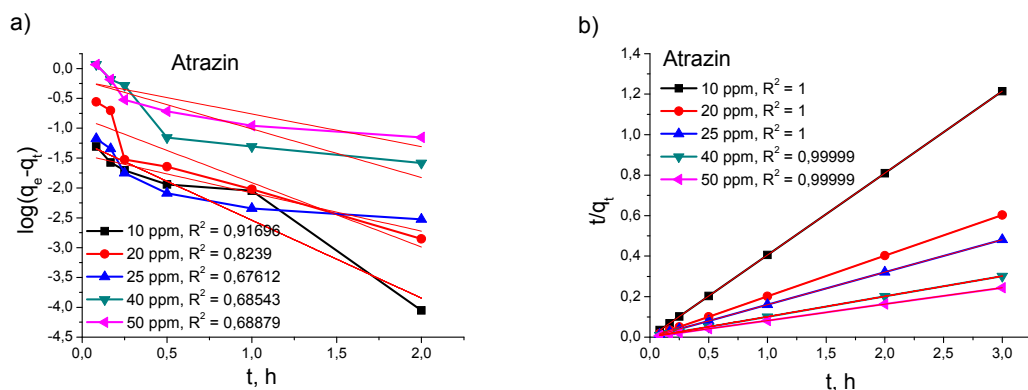 a)
Atrazin
log(qₑ-qₜ)
0,0
-0,5
-1,0
-1,5
-2,0
-2,5
-3,0
-3,5
-4,0
-4,5
10 ppm, R² = 0,91696
20 ppm, R² = 0,8239
25 ppm, R² = 0,67612
40 ppm, R² = 0,68543
50 ppm, R² = 0,68879
0,0 0,5 1,0 1,5 2,0
t, h
b)
Atrazin
t/qₜ
1,4
1,2
1,0
0,8
0,6
0,4
0,2
0,0
10 ppm, R² = 1
20 ppm, R² = 1
25 ppm, R² = 1
40 ppm, R² = 0,99999
50 ppm, R² = 0,99999
0,0 0,5 1,0 1,5 2,0 2,5 3,0
t, h